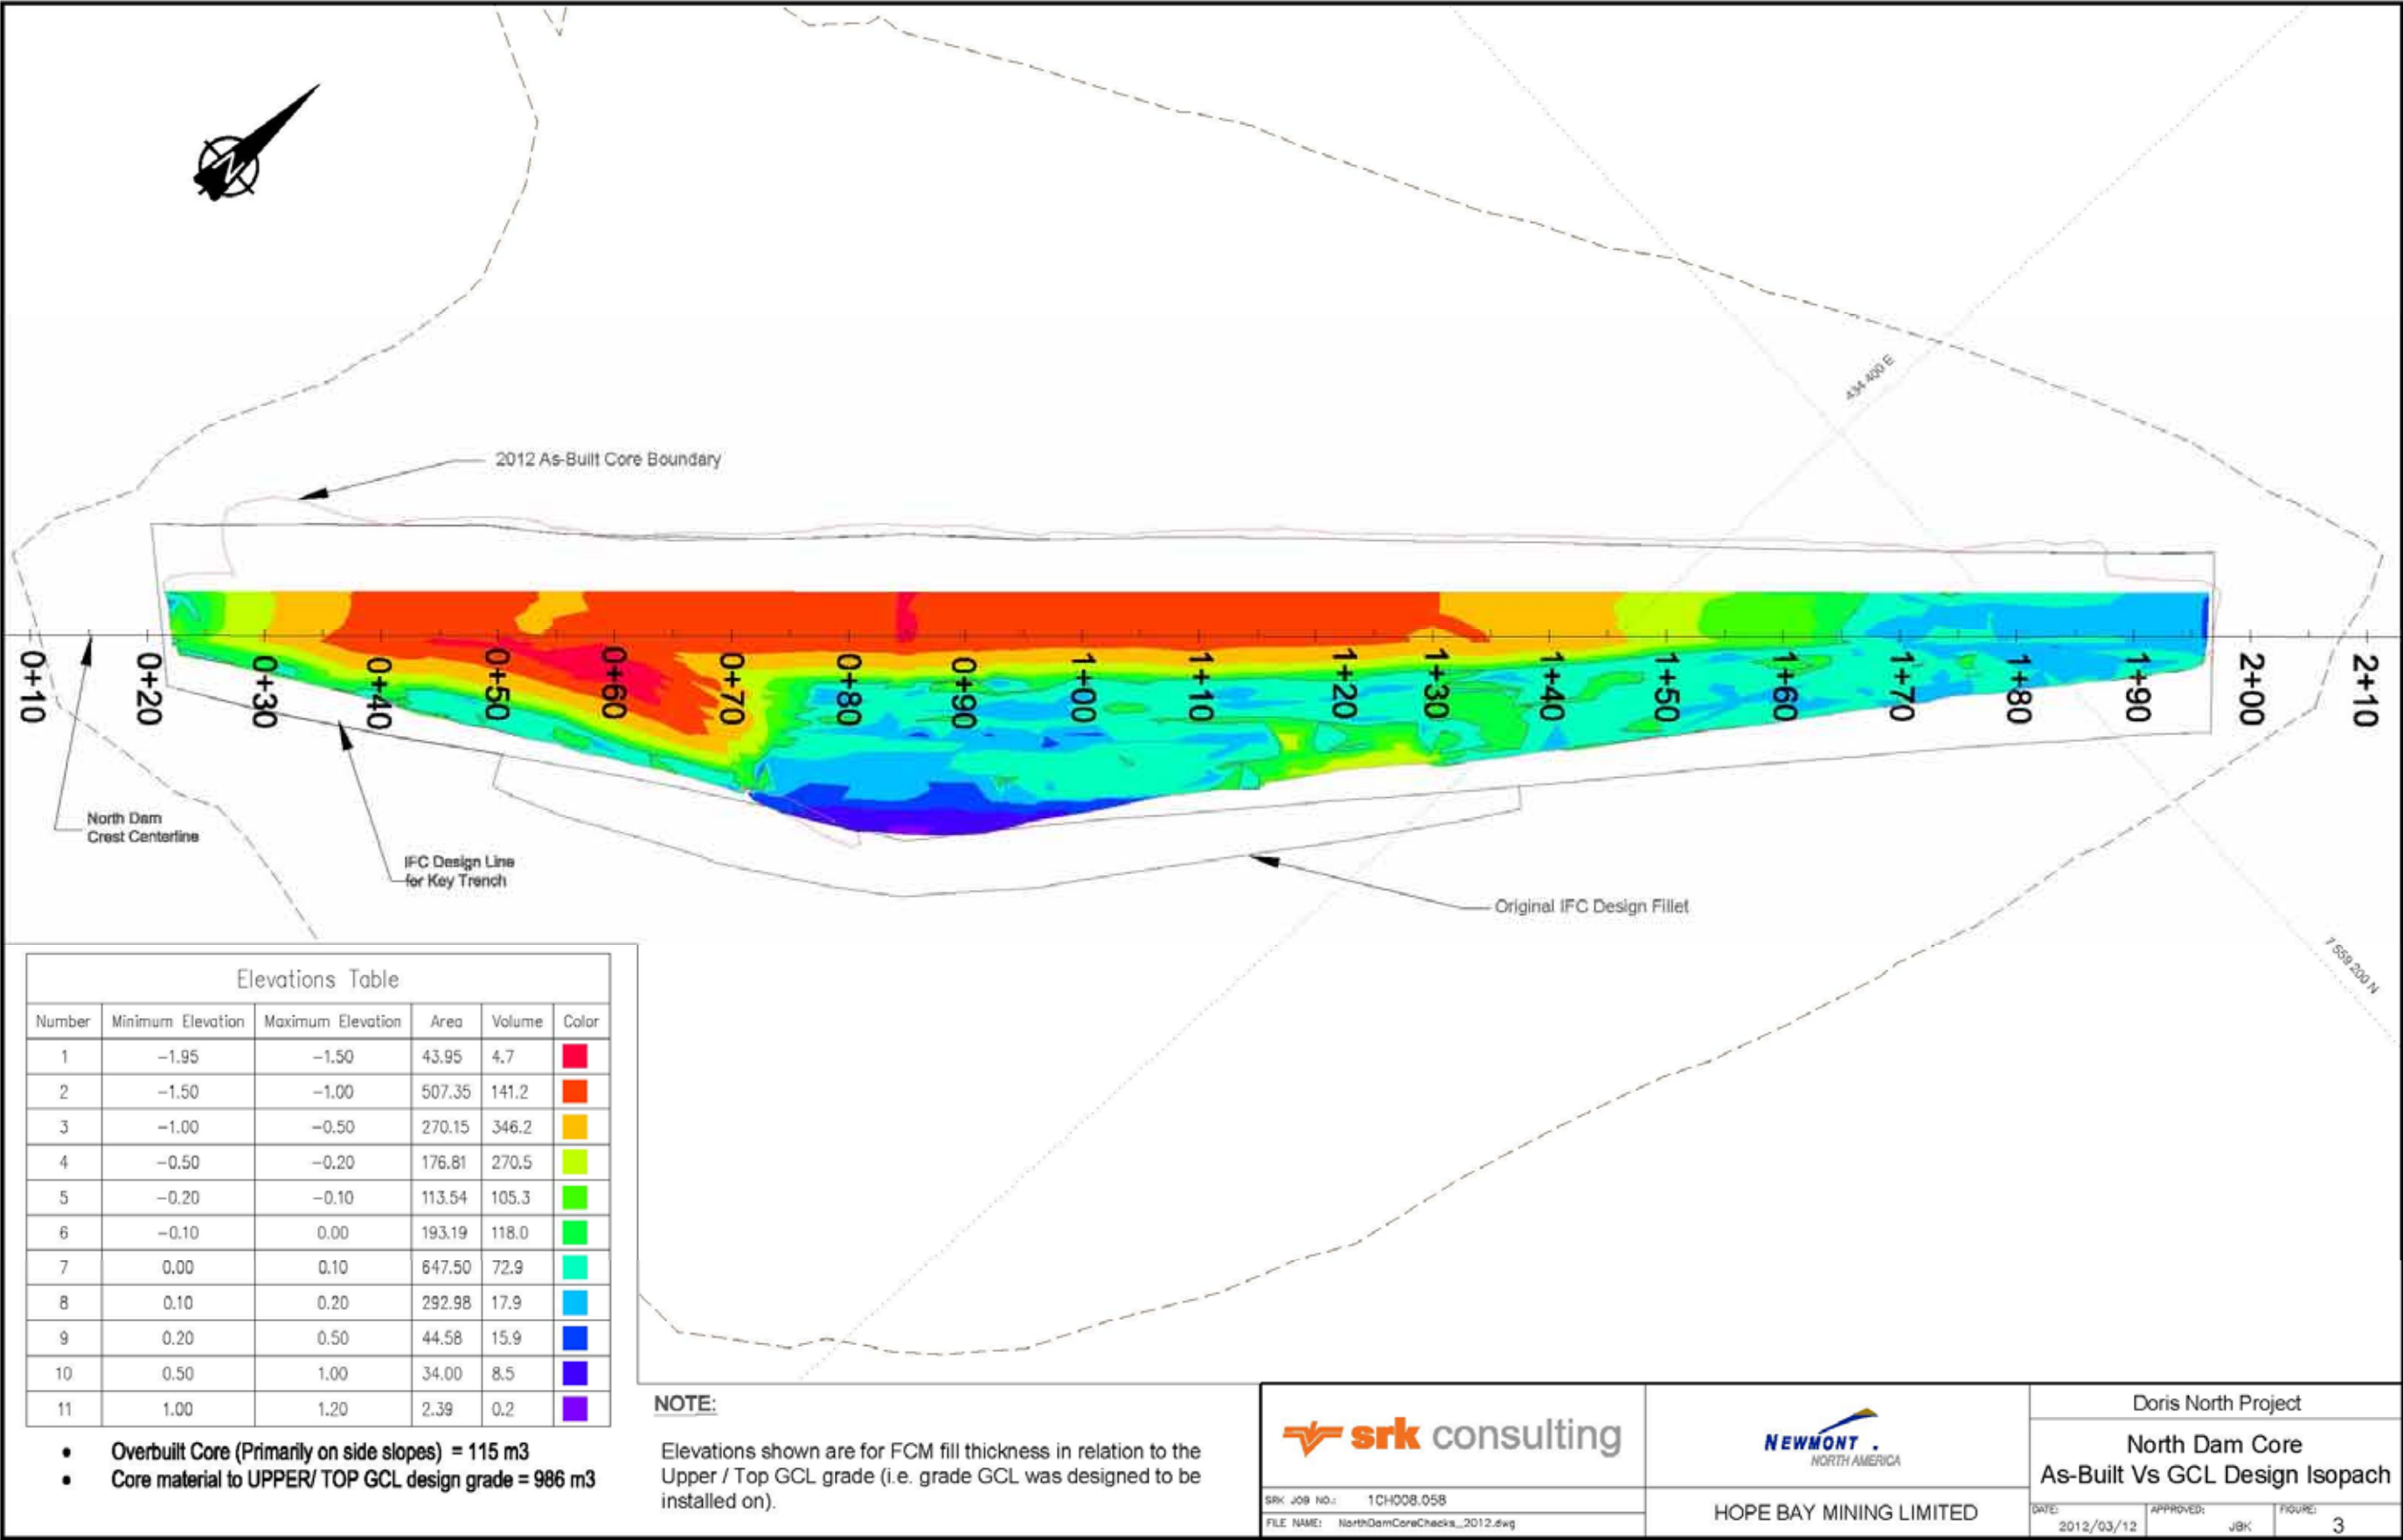 N
434 400 E
2012 As-Built Core Boundary
0+10
0+20
0+30
0+40
0+50
0+60
0+70
0+80
0+90
1+00
1+10
1+20
1+30
1+40
1+50
1+60
1+70
1+80
1+90
2+00
2+10
North Dam
Crest Centerline
IFC Design Line
for Key Trench
Original IFC Design Fillet
7 559 200 N
Elevations Table
Number Minimum Elevation Maximum Elevation Area Volume Color
1 -1.95 -1.50 43.95 4.7
2 -1.50 -1.00 507.35 141.2
3 -1.00 -0.50 270.15 346.2
4 -0.50 -0.20 176.81 270.5
5 -0.20 -0.10 113.54 105.3
6 -0.10 0.00 193.19 118.0
7 0.00 0.10 647.50 72.9
8 0.10 0.20 292.98 17.9
9 0.20 0.50 44.58 15.9
10 0.50 1.00 34.00 8.5
11 1.00 1.20 2.39 0.2
• Overbuilt Core (Primarily on side slopes) = 115 m3
• Core material to UPPER/ TOP GCL design grade = 986 m3
NOTE:
Elevations shown are for FCM fill thickness in relation to the
Upper / Top GCL grade (i.e. grade GCL was designed to be
installed on).
srk consulting
SRK JOB NO.: 1CH008.058
FILE NAME: NorthDamCoreChecks_2012.dwg
NEWMONT.
NORTH AMERICA
HOPE BAY MINING LIMITED
Doris North Project
North Dam Core
As-Built Vs GCL Design Isopach
DATE: 2012/03/12
APPROVED: JBK
FIGURE: 3